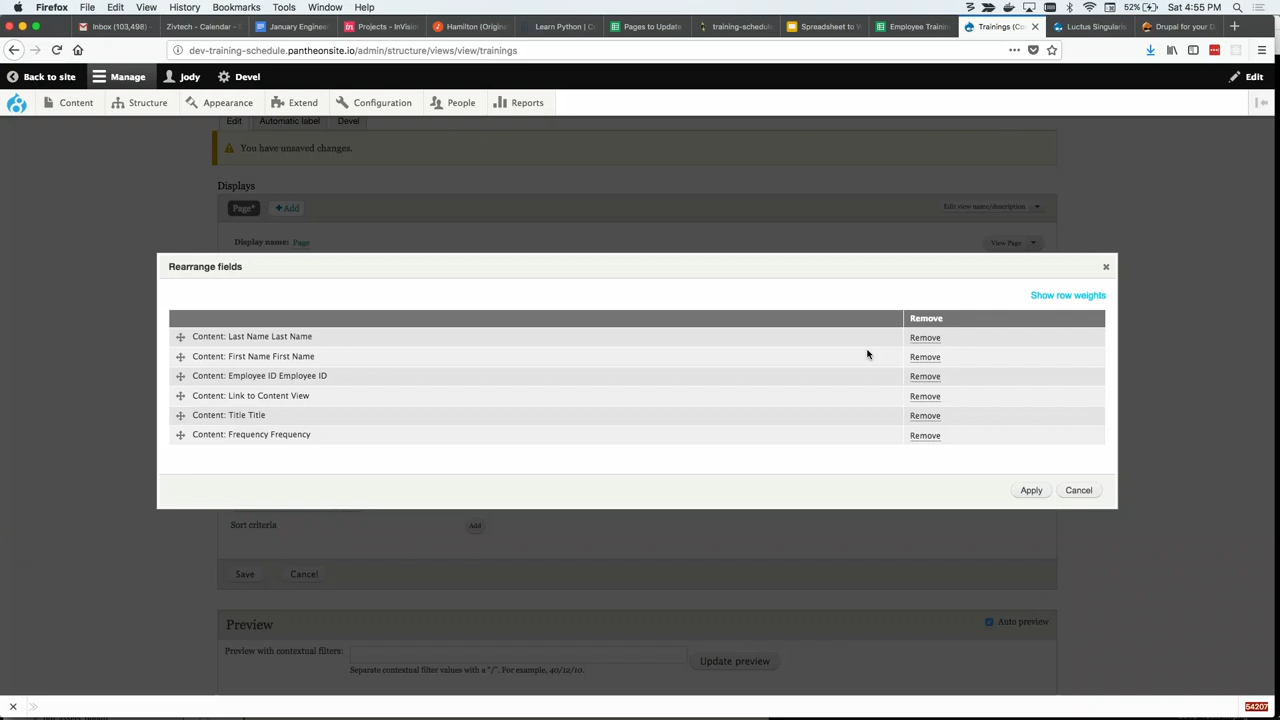 Firefox File Edit View History Bookmarks Tools Window Help 52% Sat 4:55 PM
Inbox (103,498) Zivtech - Calendar January Engine Projects - InVisi Hamilton (Origin Learn Python | C Pages to Update training-schedule Spreadsheet to Employee Training Trainings (Co Luctus Singularis Drupal for your D
dev-training-schedule.pantheonsite.io/admin/structure/views/view/trainings
Back to site Manage Jody Devel Edit
Content Structure Appearance Extend Configuration People Reports
Edit Automatic label Devel
You have unsaved changes.
Displays
Page* +Add Edit view name/description
Display name: Page View Page
Rearrange fields
Show row weights
Remove
Content: Last Name Last Name Remove
Content: First Name First Name Remove
Content: Employee ID Employee ID Remove
Content: Link to Content View Remove
Content: Title Title Remove
Content: Frequency Frequency Remove
Apply Cancel
Sort criteria Add
Save Cancel
Preview Auto preview
Preview with contextual filters: Update preview
Separate contextual filter values with a "/". For example, 40/12/10.
54207